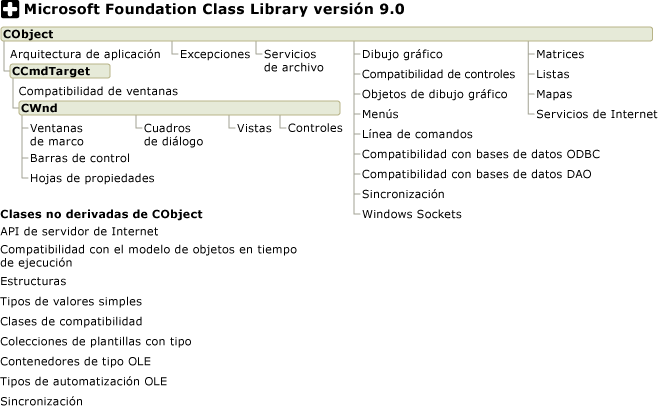 Microsoft Foundation Class Library versión 9.0
CObject
Arquitectura de aplicación
Excepciones
Servicios
de archivo
CCmdTarget
Compatibilidad de ventanas
CWnd
Ventanas
de marco
Cuadros
de diálogo
Vistas
Controles
Barras de control
Hojas de propiedades
Dibujo gráfico
Compatibilidad de controles
Objetos de dibujo gráfico
Menús
Línea de comandos
Compatibilidad con bases de datos ODBC
Compatibilidad con bases de datos DAO
Sincronización
Windows Sockets
Matrices
Listas
Mapas
Servicios de Internet
Clases no derivadas de CObject
API de servidor de Internet
Compatibilidad con el modelo de objetos en tiempo
de ejecución
Estructuras
Tipos de valores simples
Clases de compatibilidad
Colecciones de plantillas con tipo
Contenedores de tipo OLE
Tipos de automatización OLE
Sincronización